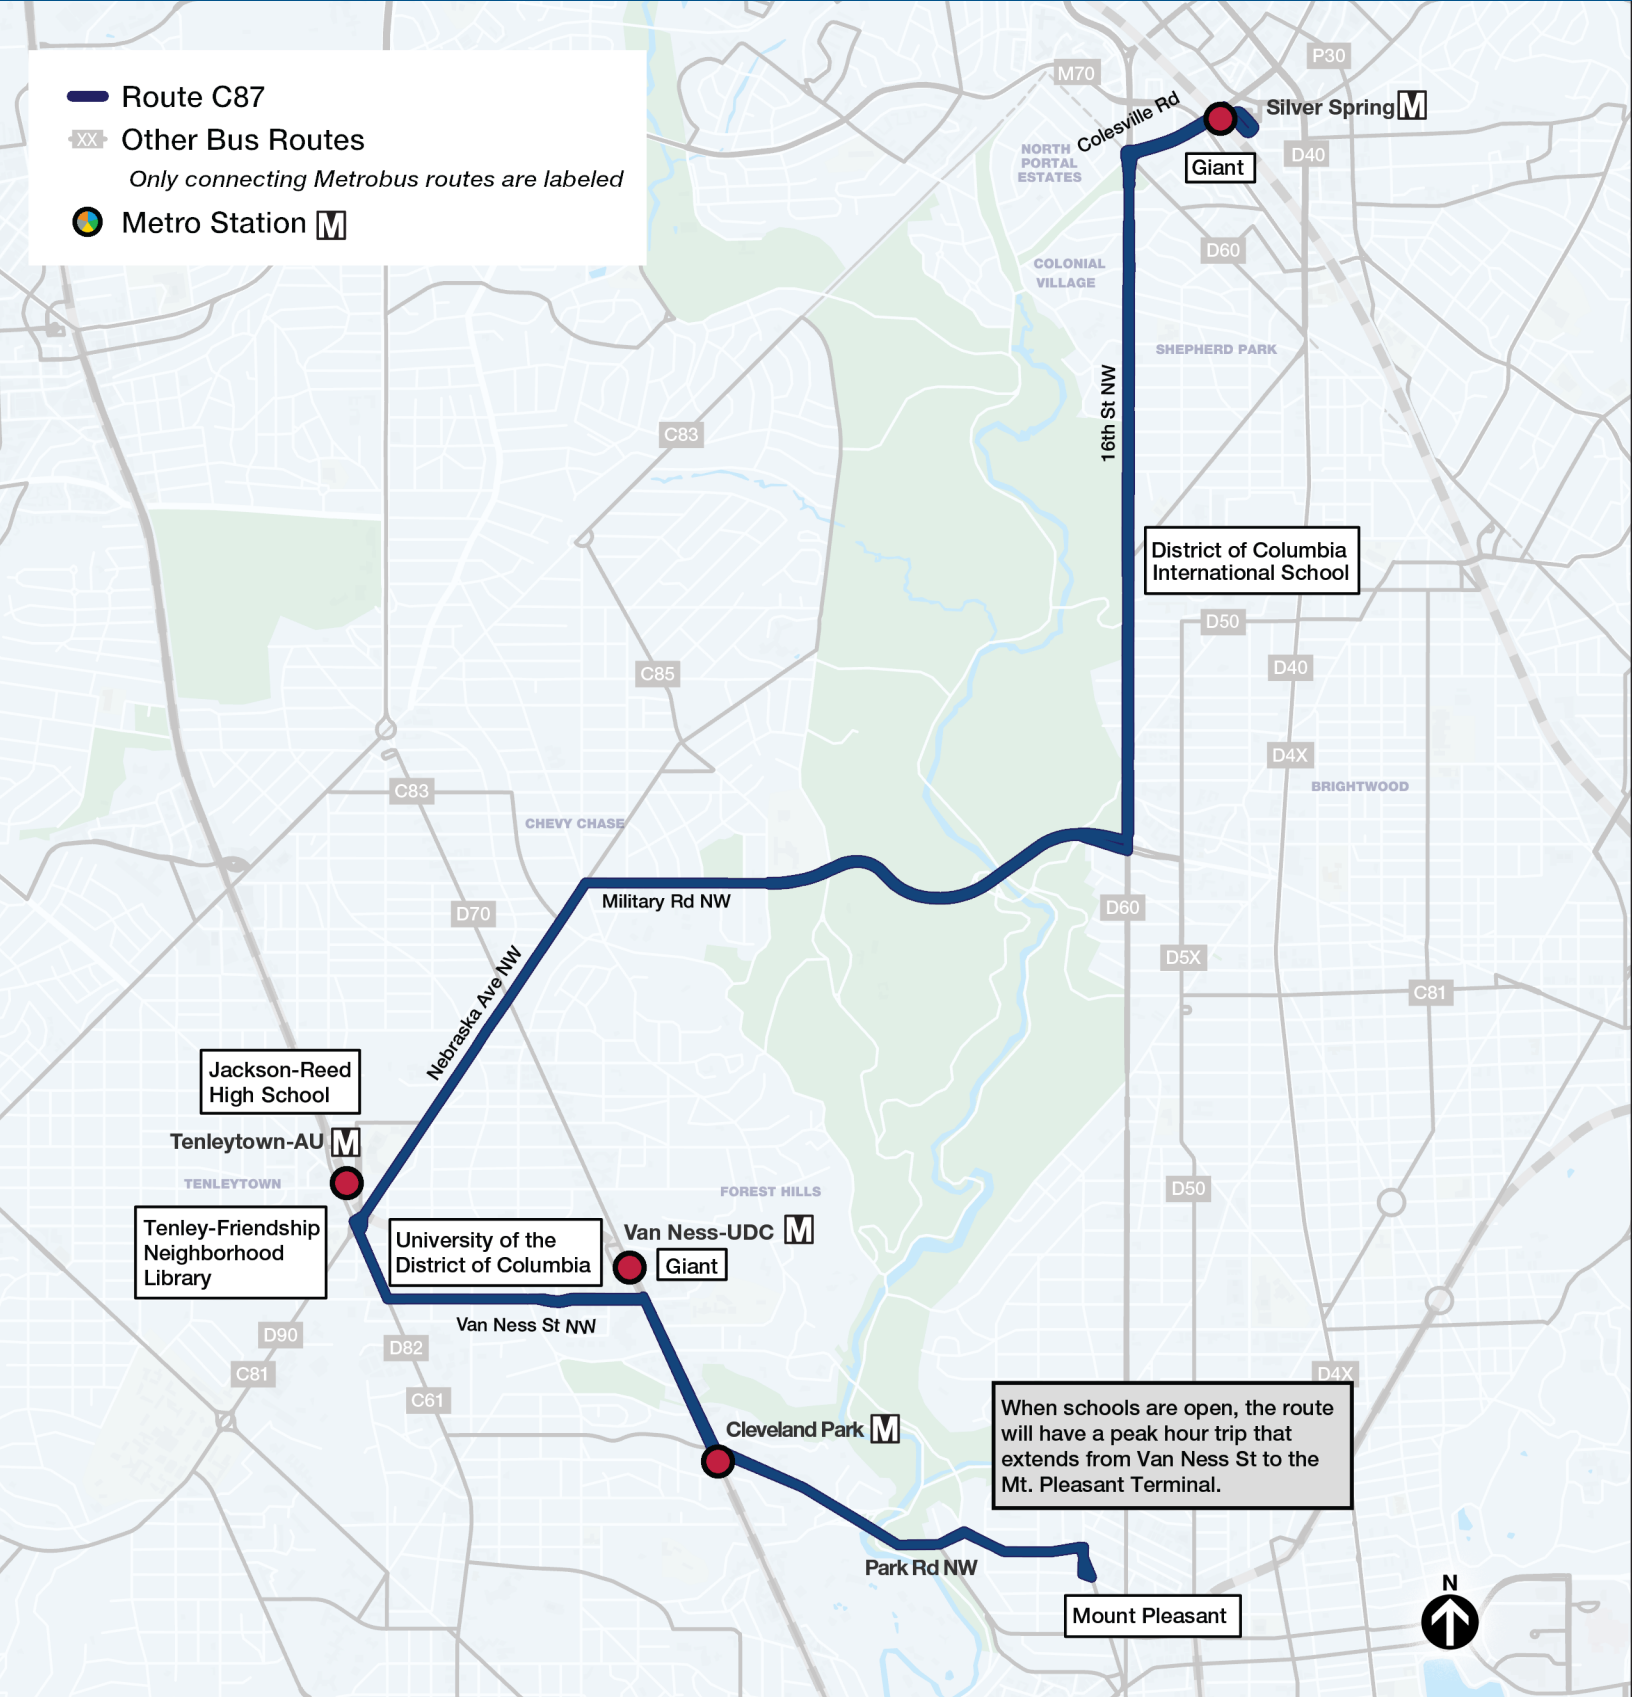 Route C87
XX Other Bus Routes
Only connecting Metrobus routes are labeled
Metro Station M
P30
M70
Silver Spring M
Colesville Rd
D40
Giant
NORTH
PORTAL
ESTATES
D60
COLONIAL
VILLAGE
SHEPHERD PARK
16th St NW
C83
District of Columbia
International School
D50
D40
C85
D4X
BRIGHTWOOD
C83
CHEVY CHASE
Military Rd NW
D60
D70
D5X
C81
Nebraska Ave NW
Jackson-Reed
High School
Tenleytown-AU M
TENLEYTOWN
FOREST HILLS
D50
Tenley-Friendship
Neighborhood
Library
University of the
District of Columbia
Van Ness-UDC M
Giant
Van Ness St NW
D90
D82
C81
C61
D4X
Cleveland Park M
When schools are open, the route
will have a peak hour trip that
extends from Van Ness St to the
Mt. Pleasant Terminal.
Park Rd NW
Mount Pleasant
N